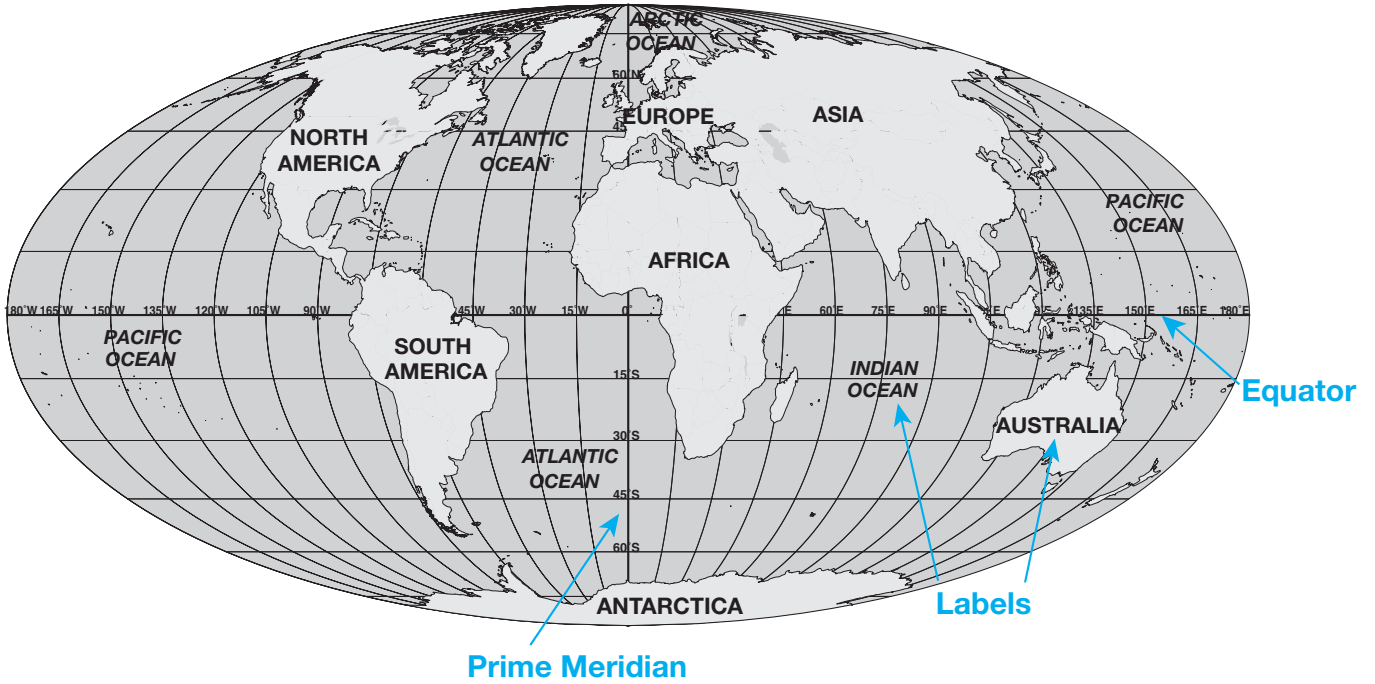 ARCTIC
OCEAN
60°N
EUROPE
ASIA
NORTH
AMERICA
ATLANTIC
OCEAN
45
PACIFIC
OCEAN
AFRICA
180°W 165°W 150°W 135°W 120°W 105°W 90°W 45°W 30°W 15°W 0° 60°E 75°E 90°E 135°E 150°E 165°E 180°E
PACIFIC
OCEAN
SOUTH
AMERICA
INDIAN
OCEAN
15°S
Equator
AUSTRALIA
30°S
ATLANTIC
OCEAN
45°S
60°S
ANTARCTICA
Labels
Prime Meridian